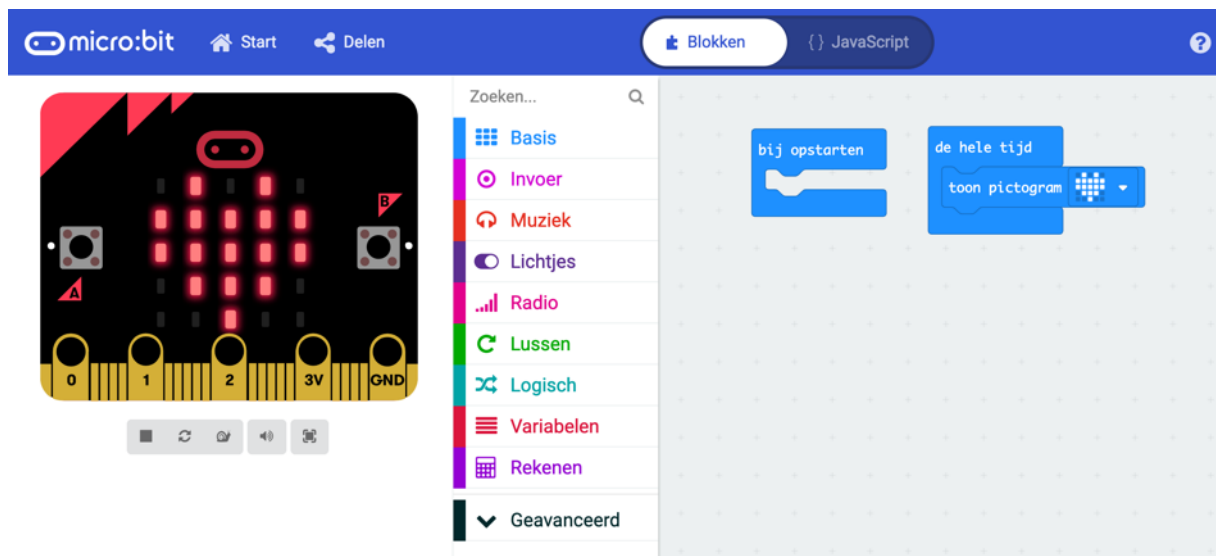 micro:bit Start Delen Blokken {} JavaScript ?
Zoeken...
Basis
Invoer
Muziek
Lichtjes
Radio
Lussen
Logisch
Variabelen
Rekenen
Geavanceerd
A
B
0 1 2 3V GND
bij opstarten
de hele tijd
toon pictogram